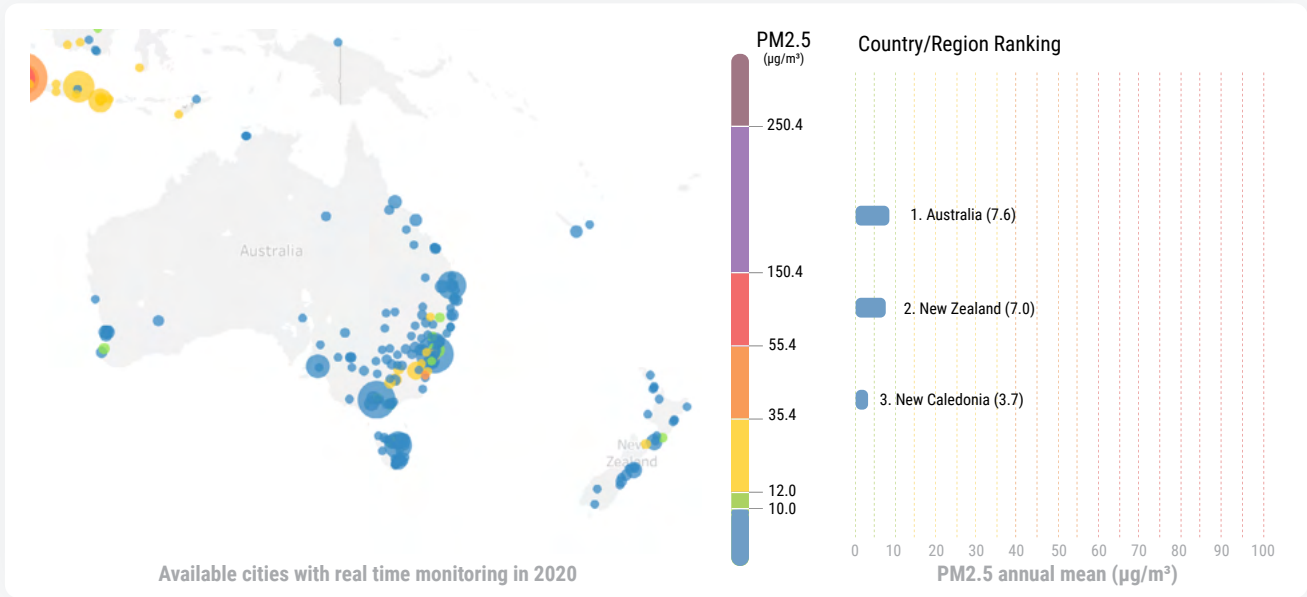 Australia
New
Zealand
Available cities with real time monitoring in 2020
PM2.5
(µg/m³)
250.4
150.4
55.4
35.4
12.0
10.0
Country/Region Ranking
1. Australia (7.6)
2. New Zealand (7.0)
3. New Caledonia (3.7)
0 10 20 30 40 50 60 70 80 90 100
PM2.5 annual mean (µg/m³)